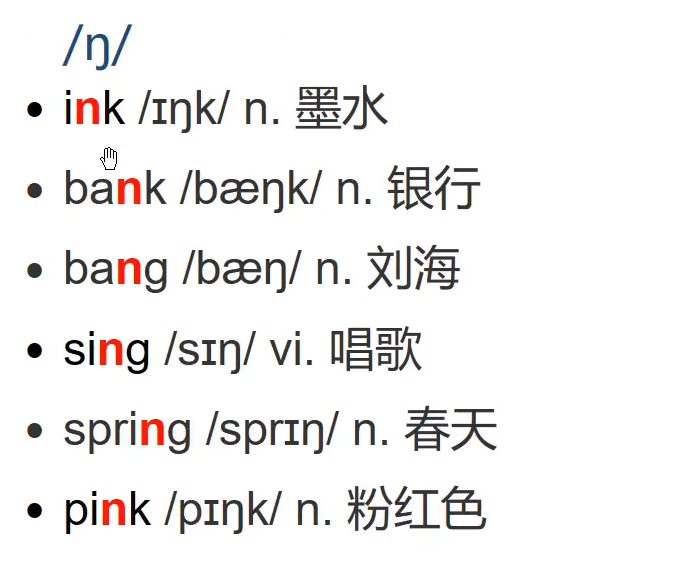 /ŋ/
• ink /ɪŋk/ n. 墨水
• bank /bæŋk/ n. 银行
• bang /bæŋ/ n. 刘海
• sing /sɪŋ/ vi. 唱歌
• spring /sprɪŋ/ n. 春天
• pink /pɪŋk/ n. 粉红色